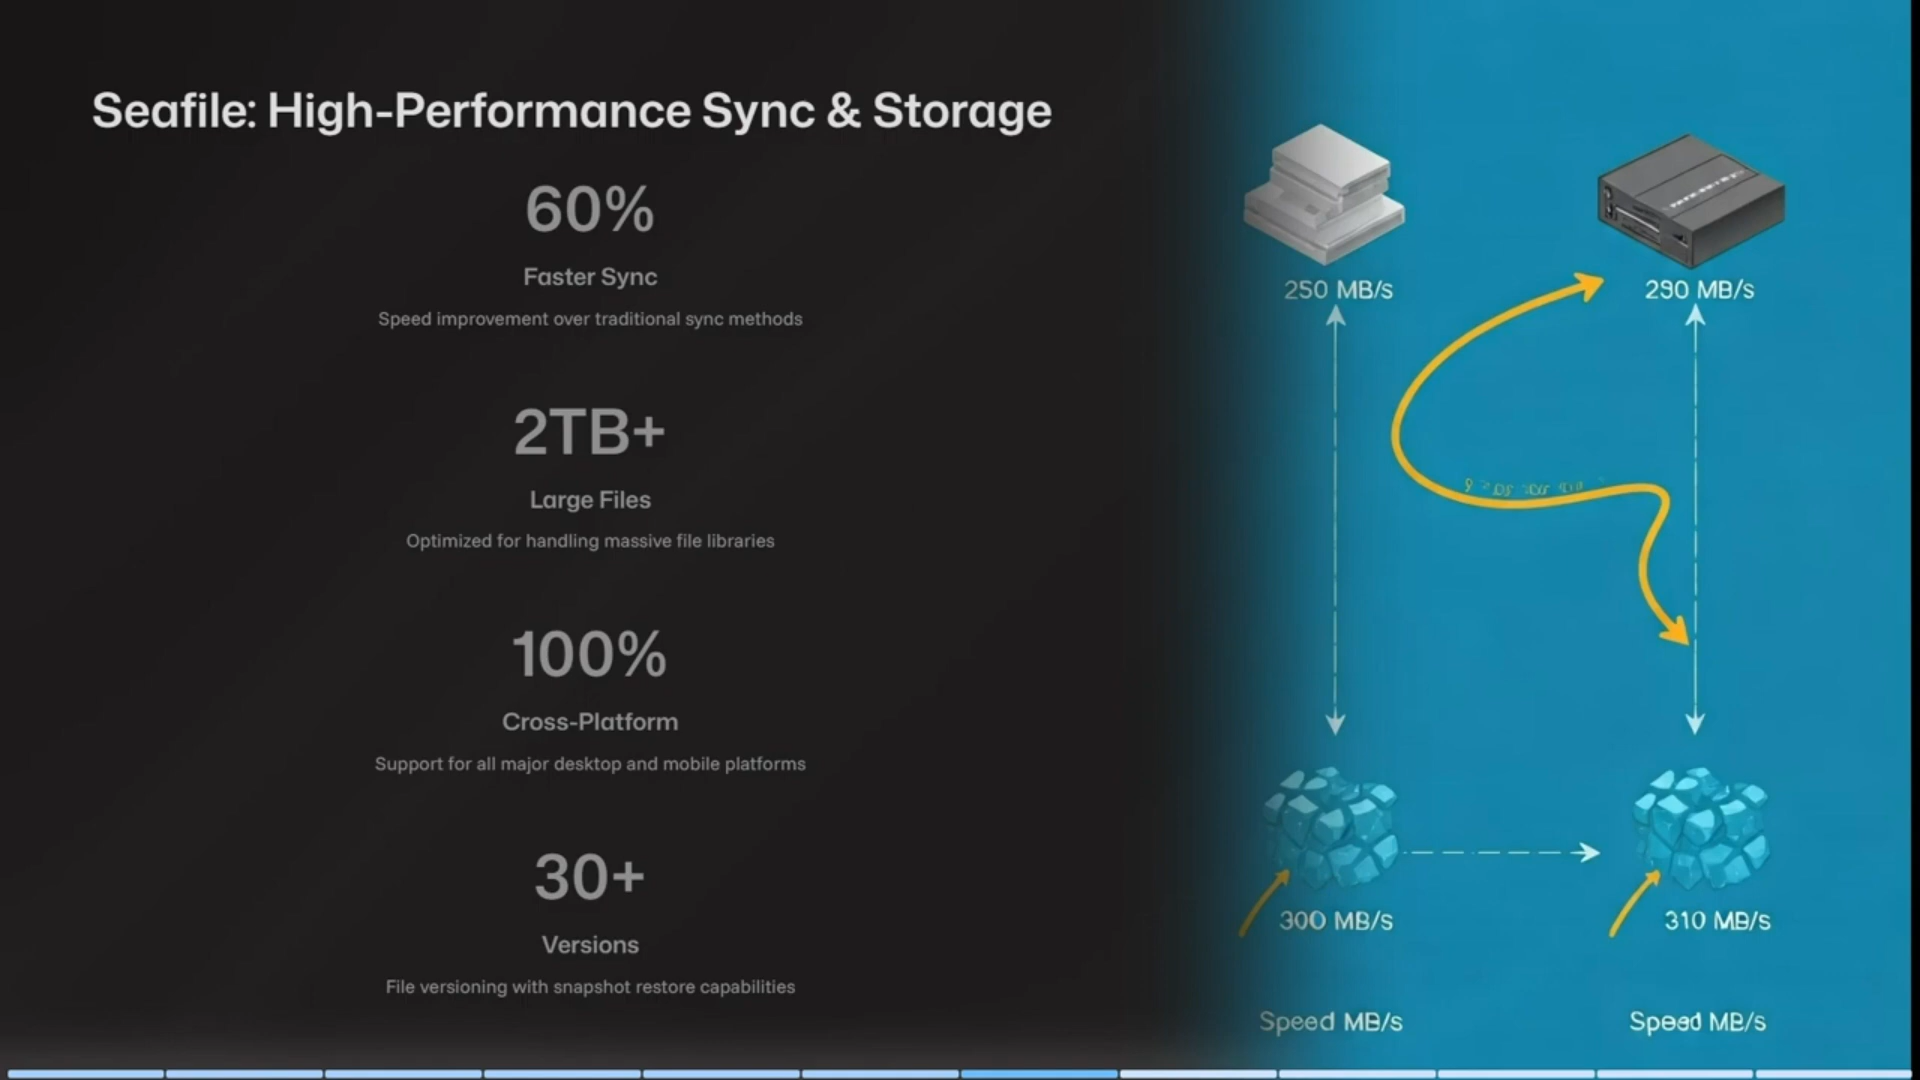 Seafile: High-Performance Sync & Storage
60%
Faster Sync
Speed improvement over traditional sync methods
2TB+
Large Files
Optimized for handling massive file libraries
100%
Cross-Platform
Support for all major desktop and mobile platforms
30+
Versions
File versioning with snapshot restore capabilities
250 MB/s
290 MB/s
300 MB/s
310 MB/s
Speed MB/s
Speed MB/s